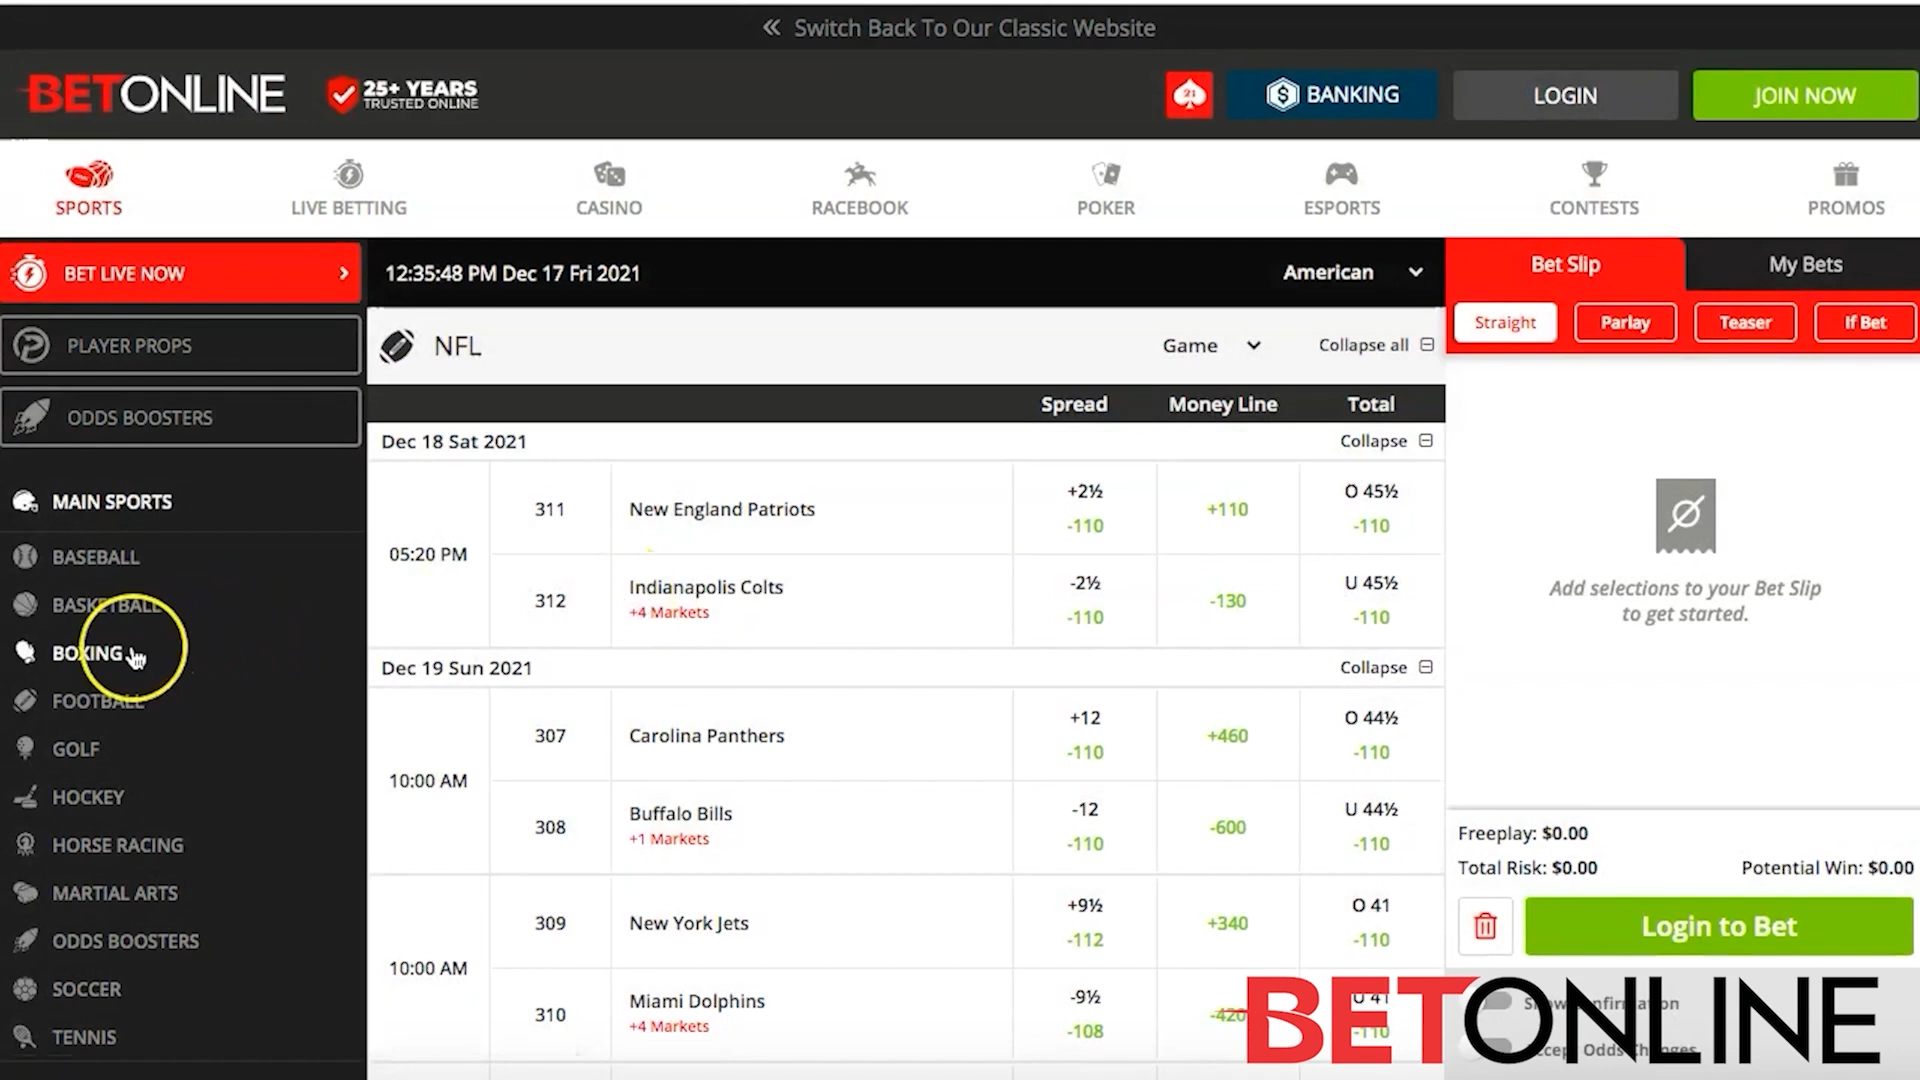 « Switch Back To Our Classic Website
BETONLINE
25+ YEARS
TRUSTED ONLINE
21
$ BANKING
LOGIN
JOIN NOW
SPORTS
LIVE BETTING
CASINO
RACEBOOK
POKER
ESPORTS
CONTESTS
PROMOS
BET LIVE NOW
PLAYER PROPS
ODDS BOOSTERS
MAIN SPORTS
BASEBALL
BASKETBALL
BOXING
FOOTBALL
GOLF
HOCKEY
HORSE RACING
MARTIAL ARTS
ODDS BOOSTERS
SOCCER
TENNIS
12:35:48 PM Dec 17 Fri 2021
American
NFL
Game
Collapse all
Spread Money Line Total
Dec 18 Sat 2021
Collapse
05:20 PM
311 New England Patriots +2½ -110 +110 O 45½ -110
312 Indianapolis Colts -2½ -110 -130 U 45½ -110
+4 Markets
Dec 19 Sun 2021
Collapse
10:00 AM
307 Carolina Panthers +12 -110 +460 O 44½ -110
308 Buffalo Bills -12 -110 -600 U 44½ -110
+1 Markets
10:00 AM
309 New York Jets +9½ -112 +340 O 41 -110
310 Miami Dolphins -9½ -108 -420 U 41 -110
+4 Markets
Bet Slip
My Bets
Straight
Parlay
Teaser
If Bet
Add selections to your Bet Slip
to get started.
Freeplay: $0.00
Total Risk: $0.00
Potential Win: $0.00
Login to Bet
BETONLINE